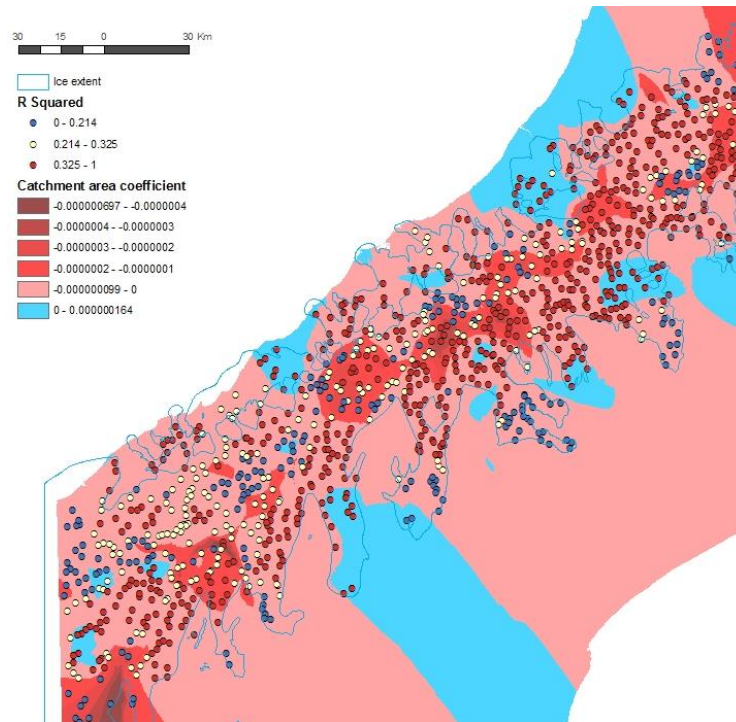 30 15 0 30 Km
Ice extent
R Squared
0 - 0.214
0.214 - 0.325
0.325 - 1
Catchment area coefficient
-0.000000697 - -0.0000004
-0.0000004 - -0.0000003
-0.0000003 - -0.0000002
-0.0000002 - -0.0000001
-0.000000099 - 0
0 - 0.000000164